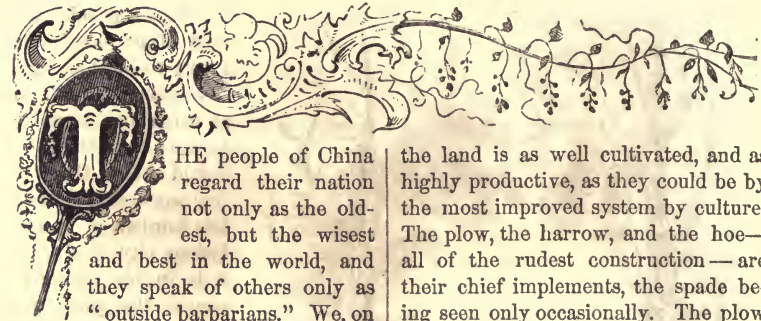 THE people of China
regard their nation
not only as the old-
est, but the wisest
and best in the world, and
they speak of others only as
“outside barbarians.” We, on
the land is as well cultivated, and as
highly productive, as they could be by
the most improved system by culture
The plow, the harrow, and the hoe—
all of the rudest construction — are
their chief implements, the spade be-
ing seen only occasionally. The plow